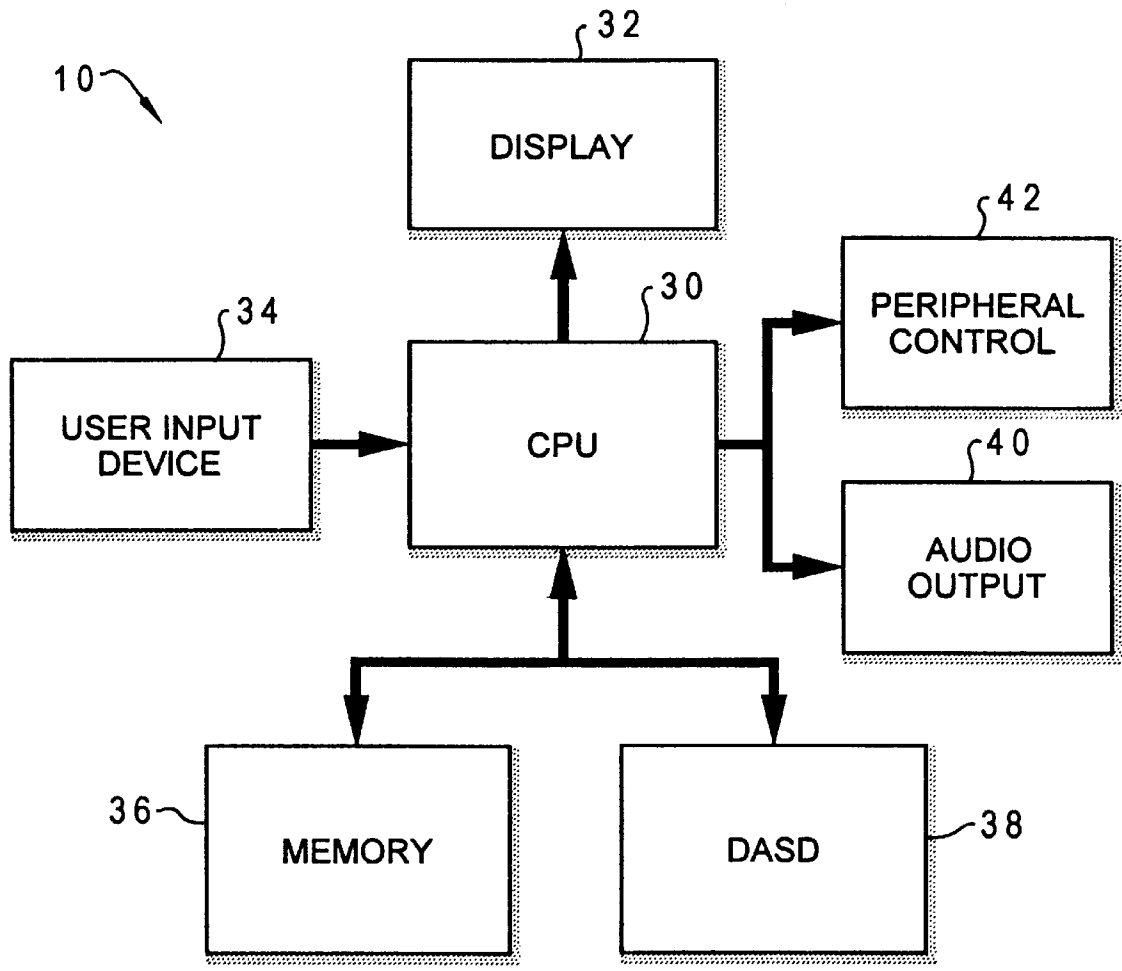 32
10
DISPLAY
42
30
PERIPHERAL
CONTROL
34
USER INPUT
DEVICE
CPU
40
AUDIO
OUTPUT
36
MEMORY
DASD
38